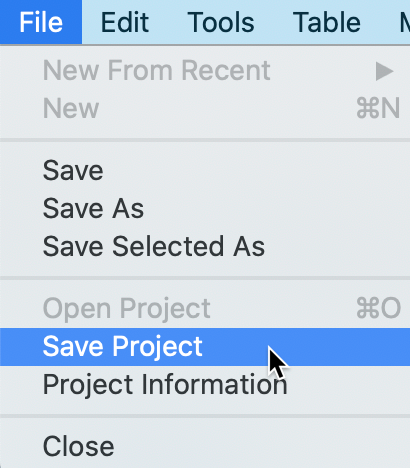 File Edit Tools Table
New From Recent ▶
New ⌘N
Save
Save As
Save Selected As
Open Project ⌘O
Save Project
Project Information
Close